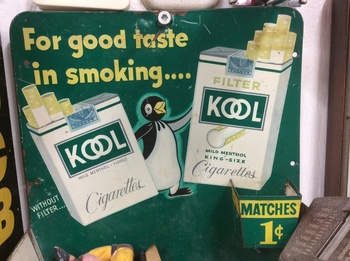 For good taste
in smoking....
KOOL
MILD MENTHOL
Cigarettes
WITHOUT
FILTER...
FILTER
KOOL
MILD MENTHOL
KING-SIZE
Cigarettes
MATCHES
1¢